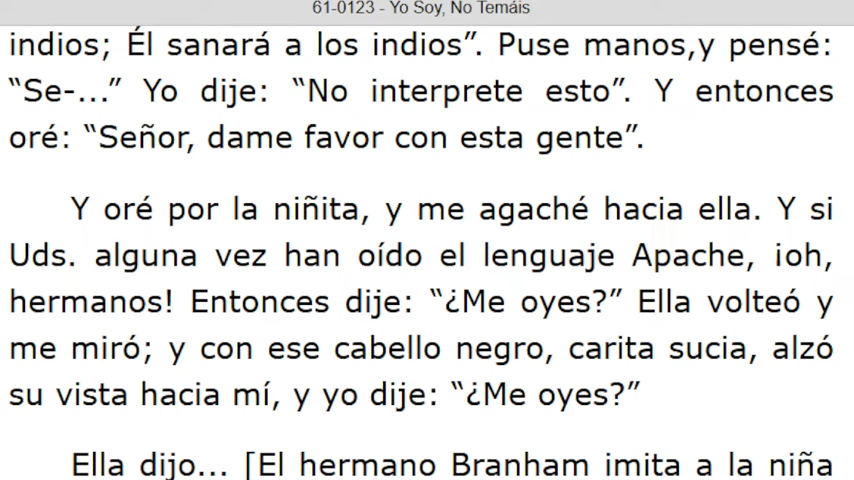 61-0123 - Yo Soy, No Temáis
indios; Él sanará a los indios”. Puse manos,y pensé:
“Se-...” Yo dije: “No interprete esto”. Y entonces
oré: “Señor, dame favor con esta gente”.
Y oré por la niñita, y me agaché hacia ella. Y si
Uds. alguna vez han oído el lenguaje Apache, ¡oh,
hermanos! Entonces dije: “¿Me oyes?” Ella volteó y
me miró; y con ese cabello negro, carita sucia, alzó
su vista hacia mí, y yo dije: “¿Me oyes?”
Ella dijo... [El hermano Branham imita a la niña